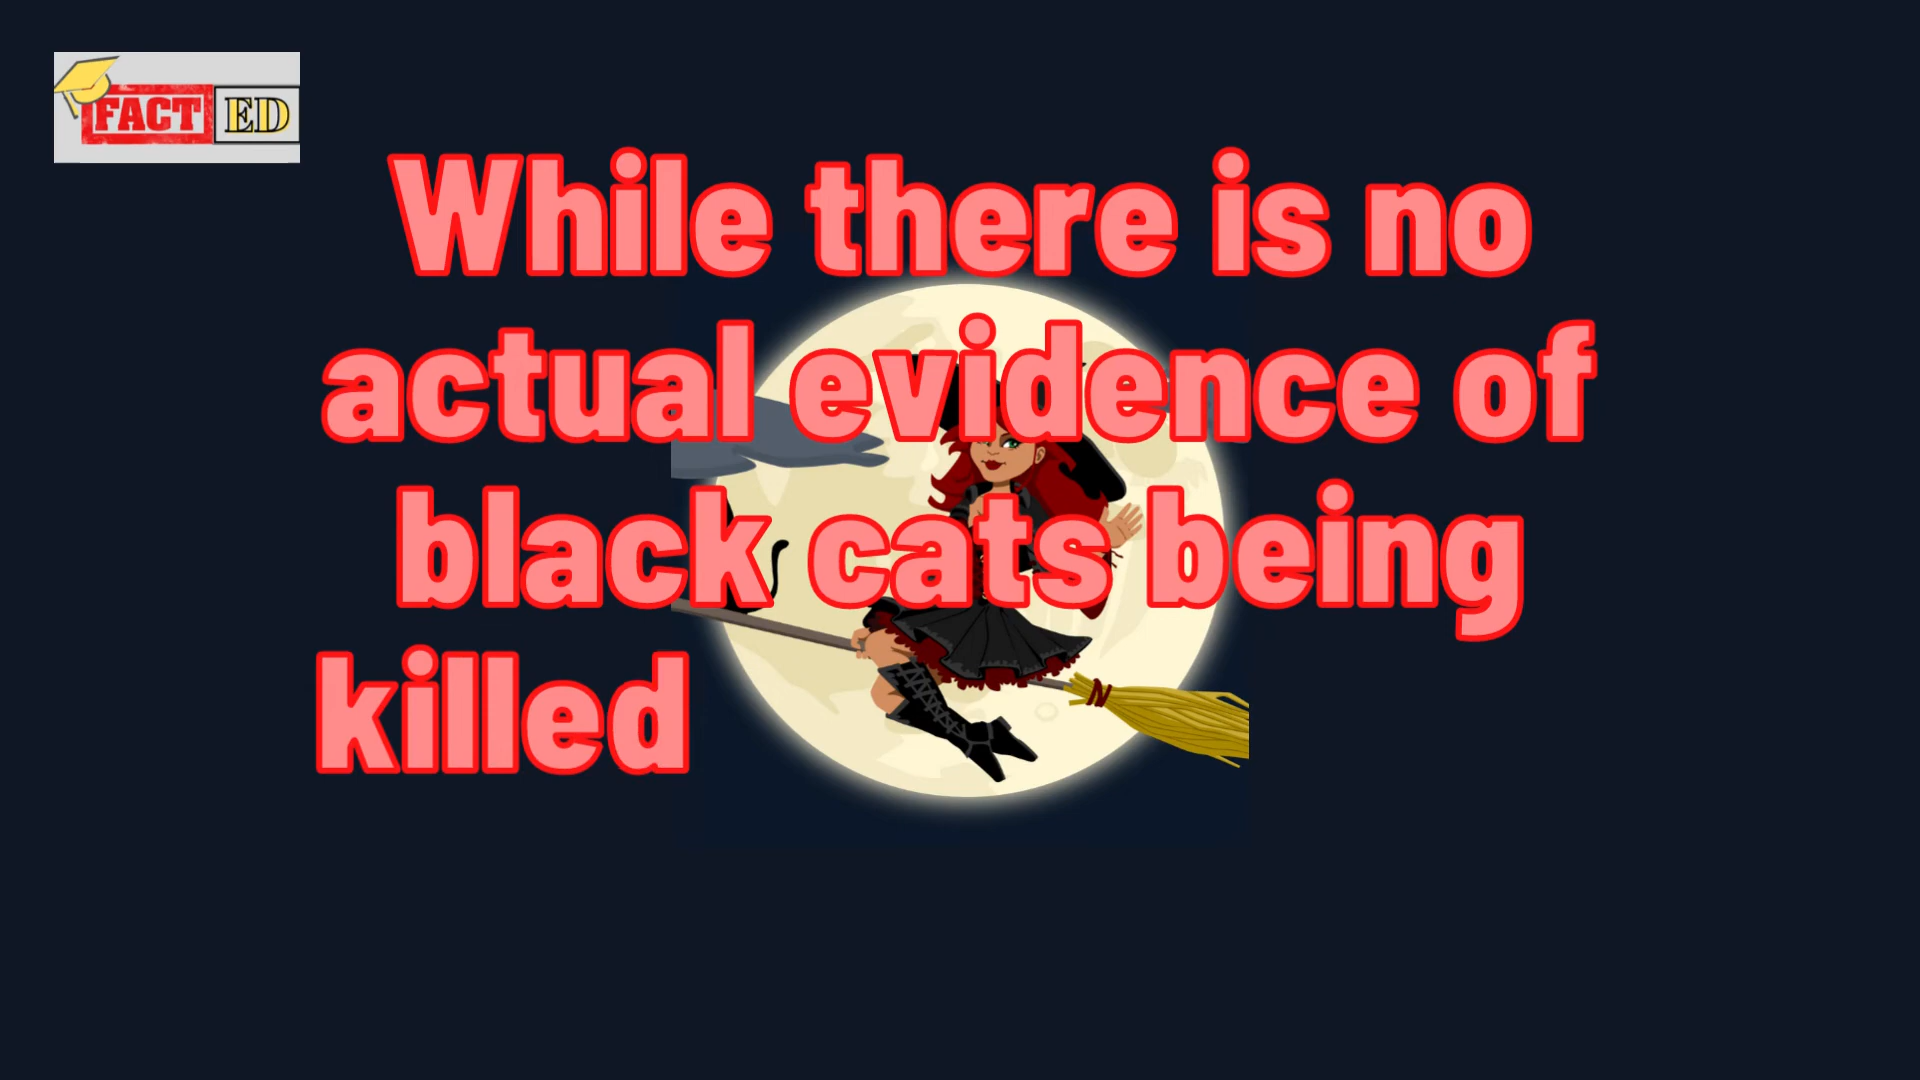 FACT ED
While there is no
actual evidence of
black cats being
killed